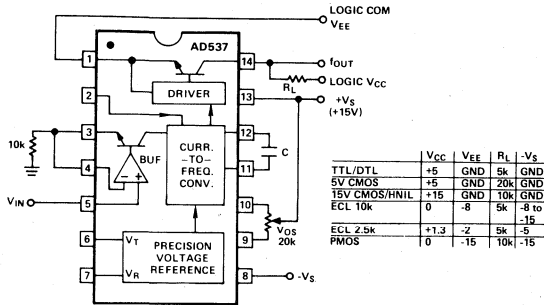 LOGIC COM
VEE
AD537
1
14
fOUT
RL
LOGIC VCC
DRIVER
2
13
+VS
(+15V)
3
12
10k
BUF
CURR.
-TO-
FREQ.
CONV.
C
4
11
- +
VIN
5
10
VOS
20k
6
VT
PRECISION
VOLTAGE
REFERENCE
9
7
VR
8
-VS
VCC VEE RL -VS
TTL/DTL +5 GND 5k GND
5V CMOS +5 GND 20k GND
15V CMOS/HNIL +15 GND 10k GND
ECL 10k 0 -8 5k -8 to
-15
ECL 2.5k +1.3 -2 5k -5
PMOS 0 -15 10k -15